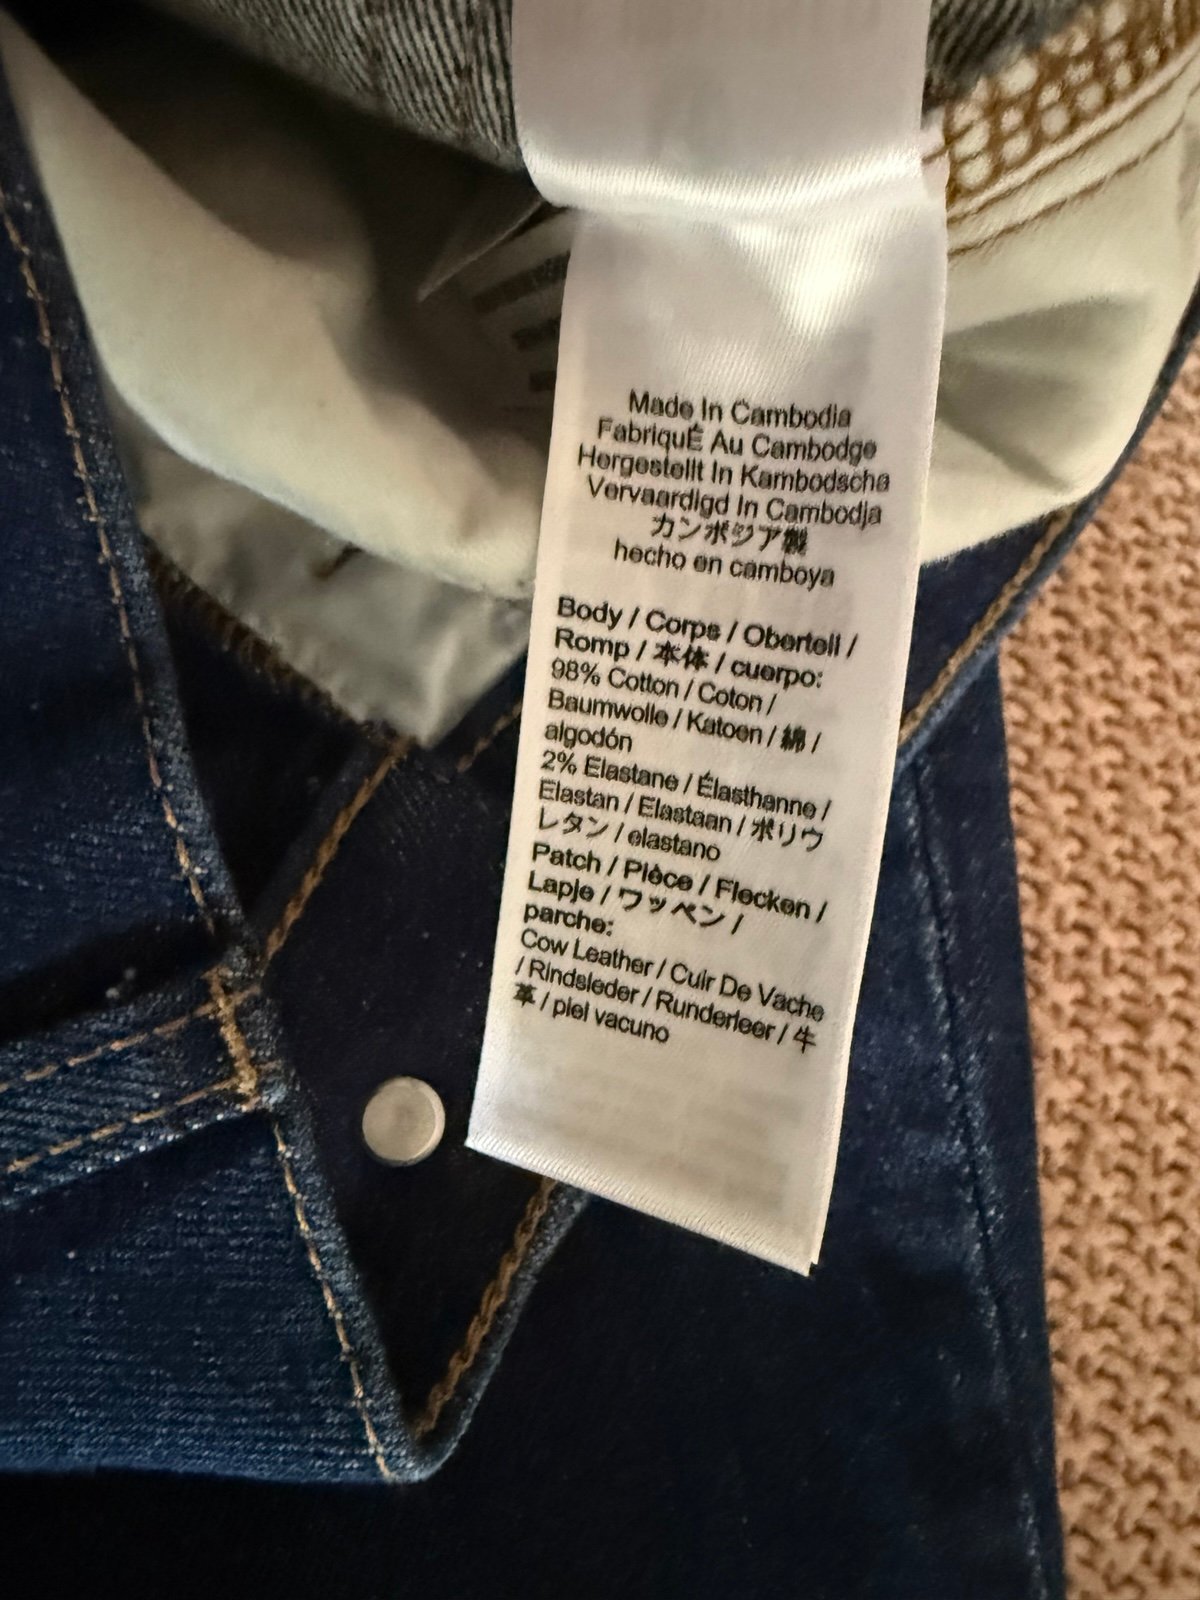 Made In Cambodia
FabriquÉ Au Cambodge
Hergestellt In Kambodscha
Vervaardigd In Cambodja
カンボジア製
hecho en camboya
Body / Corps / Oberteil /
Romp / 本体 / cuerpo:
98% Cotton / Coton /
Baumwolle / Katoen / 綿 /
algodón
2% Elastane / Élasthanne /
Elastan / Elastaan / ポリウ
レタン / elastano
Patch / Pièce / Flecken /
Lapje / ワッペン /
parche:
Cow Leather / Cuir De Vache
/ Rindsleder / Runderleer / 牛
革 / piel vacuno